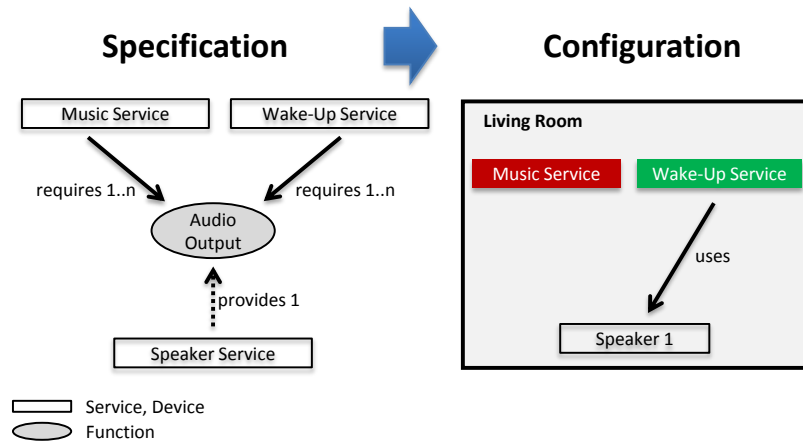 Specification
Configuration
Music Service
Wake-Up Service
requires 1..n
requires 1..n
Audio
Output
provides 1
Speaker Service
Living Room
Music Service
Wake-Up Service
uses
Speaker 1
Service, Device
Function